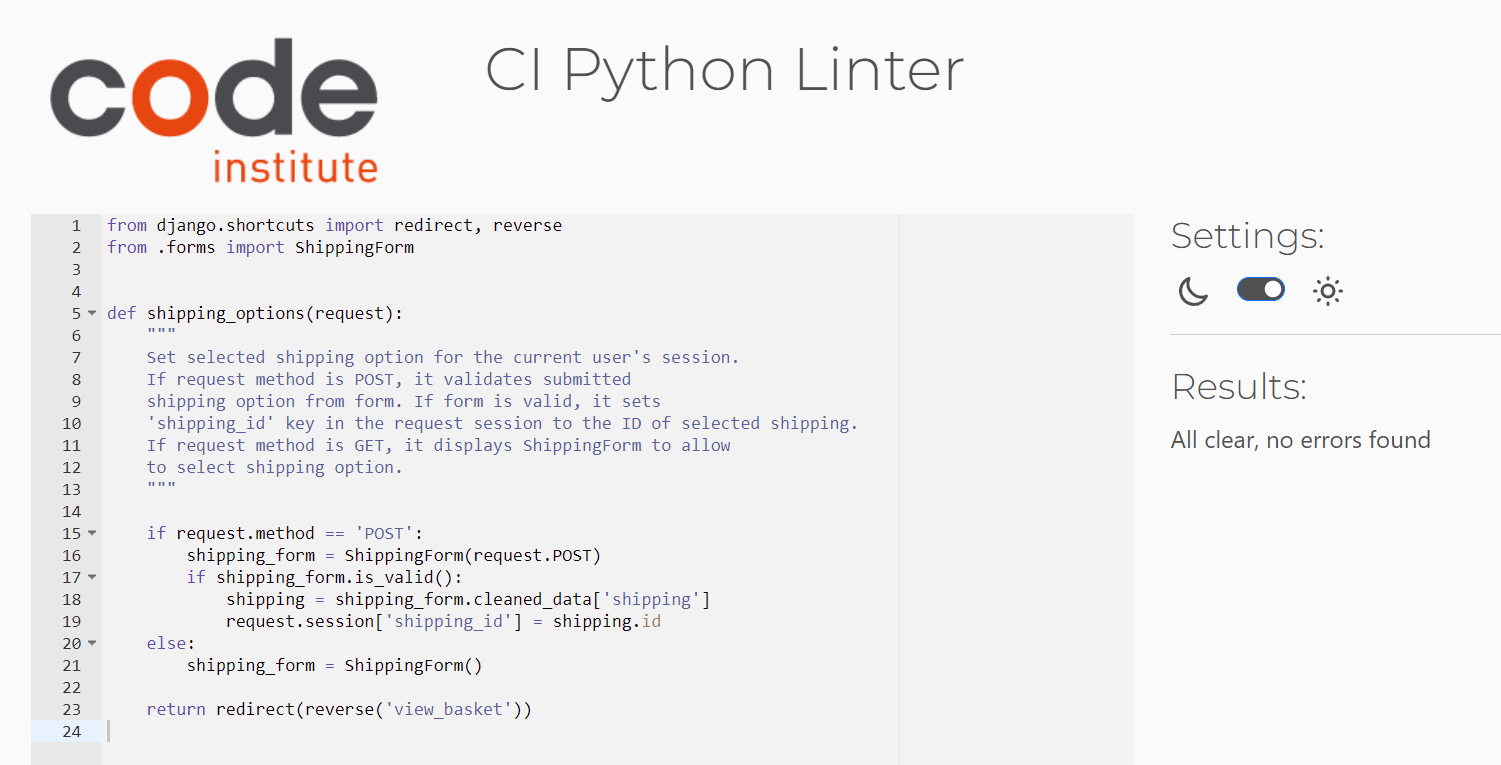 code
institute
CI Python Linter
1 from django.shortcuts import redirect, reverse
2 from .forms import ShippingForm
3
4
5 def shipping_options(request):
6     """
7     Set selected shipping option for the current user's session.
8     If request method is POST, it validates submitted
9     shipping option from form. If form is valid, it sets
10     'shipping_id' key in the request session to the ID of selected shipping.
11     If request method is GET, it displays ShippingForm to allow
12     to select shipping option.
13     """
14
15     if request.method == 'POST':
16         shipping_form = ShippingForm(request.POST)
17         if shipping_form.is_valid():
18             shipping = shipping_form.cleaned_data['shipping']
19             request.session['shipping_id'] = shipping.id
20     else:
21         shipping_form = ShippingForm()
22
23     return redirect(reverse('view_basket'))
24
Settings:
Results:
All clear, no errors found